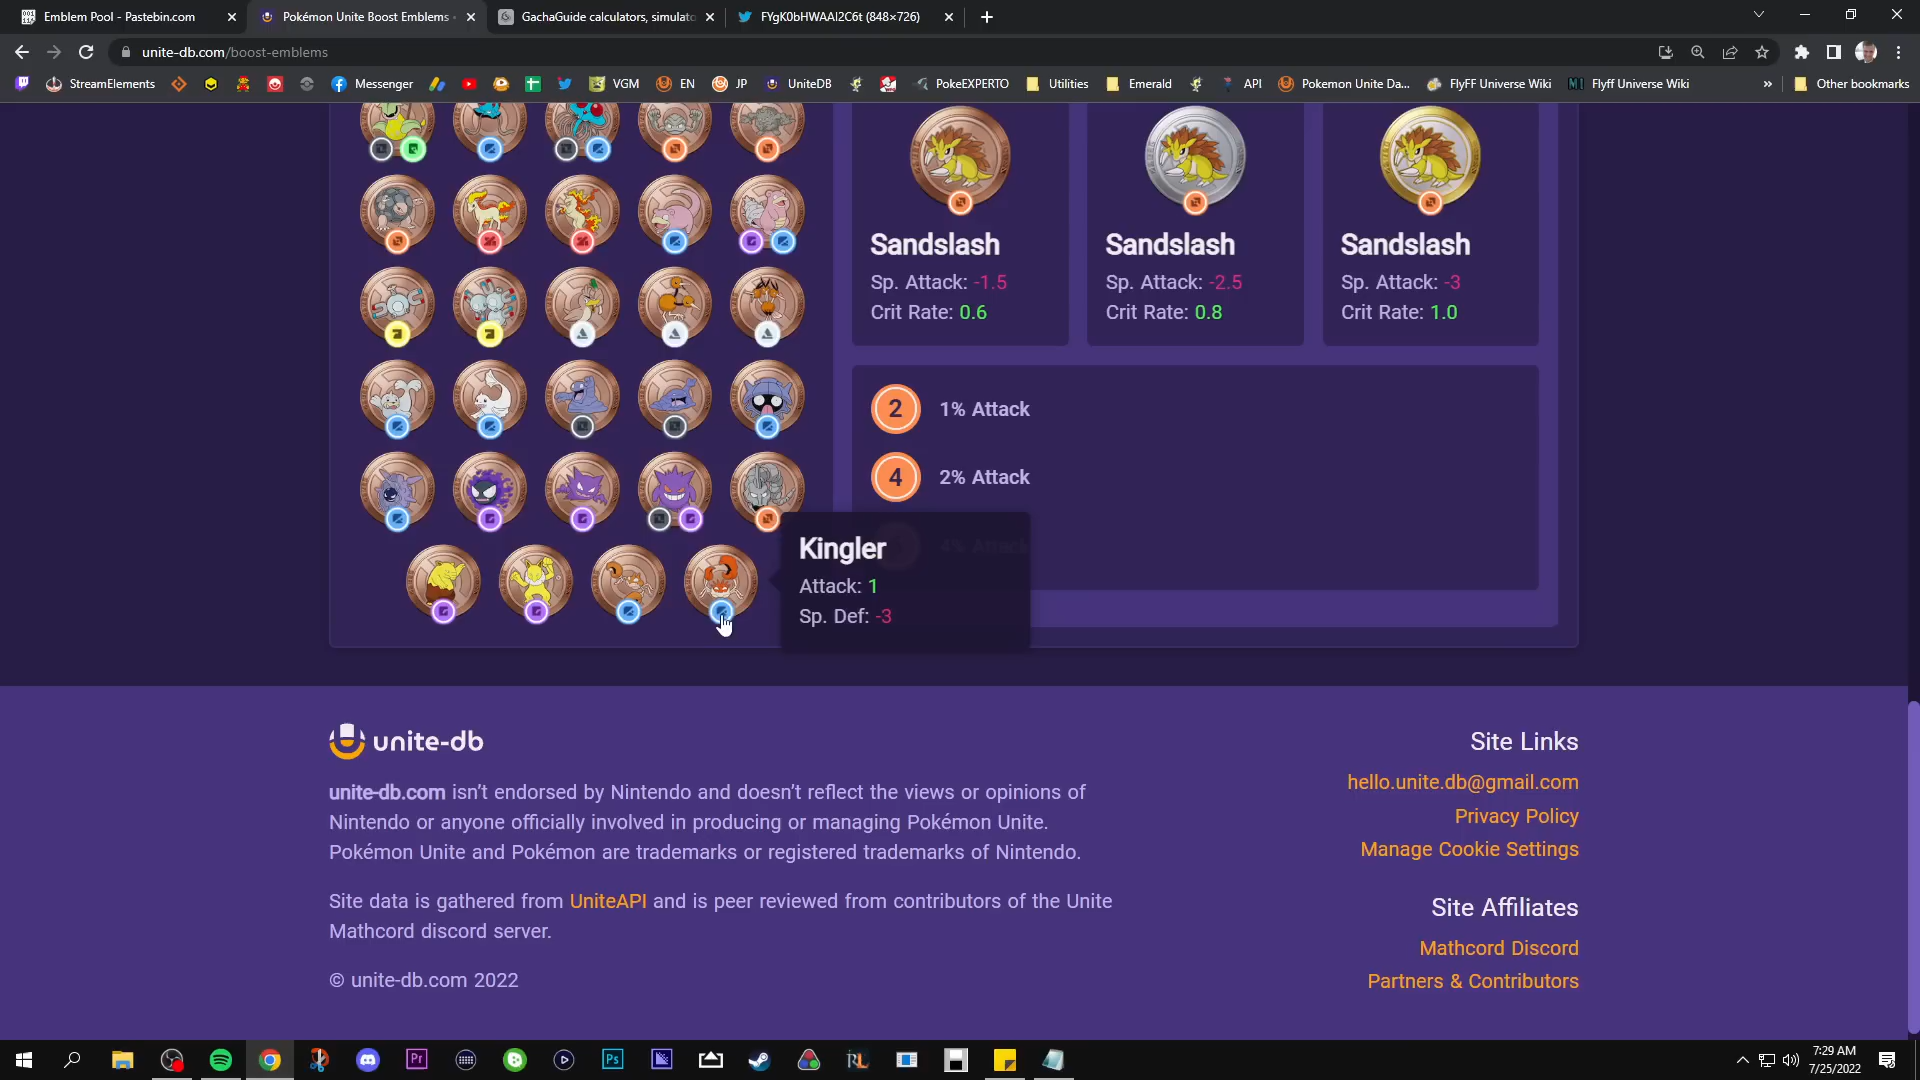 Emblem Pool - Pastebin.com
Pokémon Unite Boost Emblems
GachaGuide calculators, simulato
FYgK0bHWAAI2C6t (848×726)
unite-db.com/boost-emblems
StreamElements
Messenger
VGM
EN
JP
UniteDB
PokeEXPERTO
Utilities
Emerald
API
Pokemon Unite Da...
FlyFF Universe Wiki
Flyff Universe Wiki
»
Other bookmarks
Sandslash
Sp. Attack: -1.5
Crit Rate: 0.6
Sandslash
Sp. Attack: -2.5
Crit Rate: 0.8
Sandslash
Sp. Attack: -3
Crit Rate: 1.0
2 1% Attack
4 2% Attack
4% Attack
Kingler
Attack: 1
Sp. Def: -3
unite-db
unite-db.com isn't endorsed by Nintendo and doesn't reflect the views or opinions of
Nintendo or anyone officially involved in producing or managing Pokémon Unite.
Pokémon Unite and Pokémon are trademarks or registered trademarks of Nintendo.
Site data is gathered from UniteAPI and is peer reviewed from contributors of the Unite
Mathcord discord server.
© unite-db.com 2022
Site Links
hello.unite.db@gmail.com
Privacy Policy
Manage Cookie Settings
Site Affiliates
Mathcord Discord
Partners & Contributors
Pr
Ps
RL
7:29 AM
7/25/2022